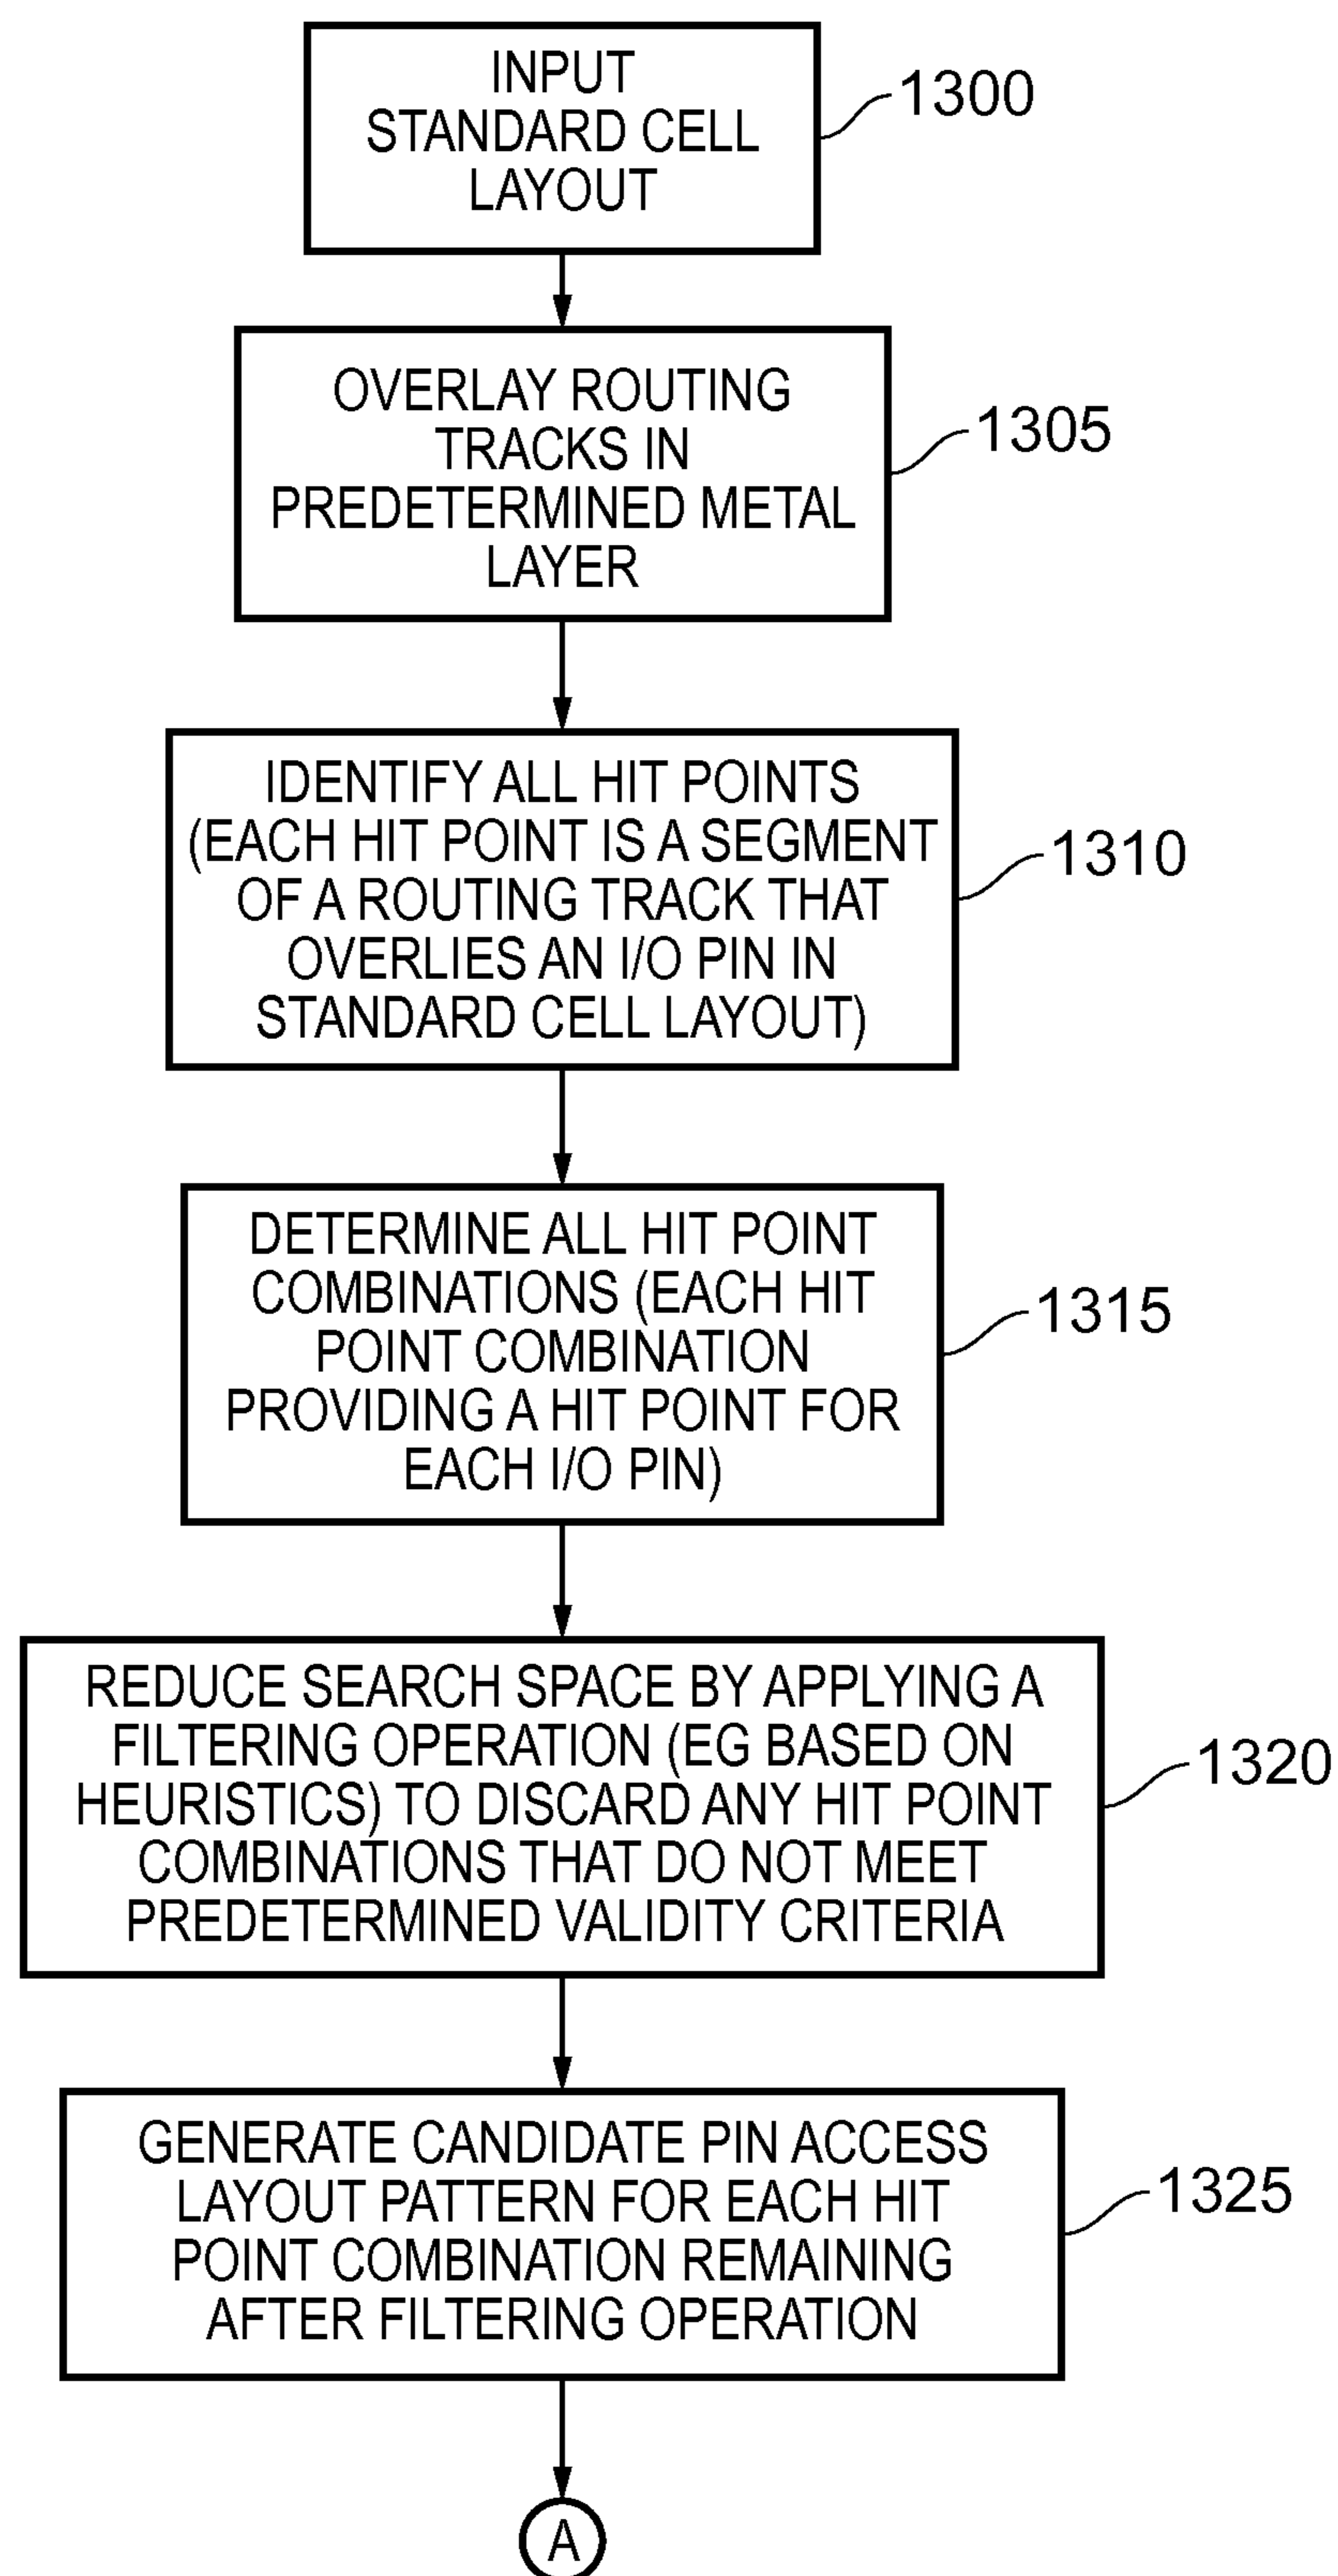 INPUT
STANDARD CELL
LAYOUT
1300
OVERLAY ROUTING
TRACKS IN
PREDETERMINED METAL
LAYER
1305
IDENTIFY ALL HIT POINTS
(EACH HIT POINT IS A SEGMENT
OF A ROUTING TRACK THAT
OVERLIES AN I/O PIN IN
STANDARD CELL LAYOUT)
1310
DETERMINE ALL HIT POINT
COMBINATIONS (EACH HIT
POINT COMBINATION
PROVIDING A HIT POINT FOR
EACH I/O PIN)
1315
REDUCE SEARCH SPACE BY APPLYING A
FILTERING OPERATION (EG BASED ON
HEURISTICS) TO DISCARD ANY HIT POINT
COMBINATIONS THAT DO NOT MEET
PREDETERMINED VALIDITY CRITERIA
1320
GENERATE CANDIDATE PIN ACCESS
LAYOUT PATTERN FOR EACH HIT
POINT COMBINATION REMAINING
AFTER FILTERING OPERATION
1325
A